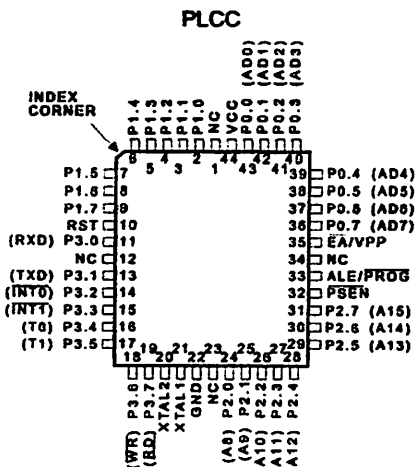 PLCC
INDEX
CORNER
P1.4
P1.3
P1.2
P1.1
P1.0
NC
VCC
P0.0 (AD0)
P0.1 (AD1)
P0.2 (AD2)
P0.3 (AD3)
6 5 4 3 2 1 44 43 42 41 40
P1.5 7
P1.6 8
P1.7 9
RST 10
(RXD) P3.0 11
NC 12
(TXD) P3.1 13
(INT0) P3.2 14
(INT1) P3.3 15
(T0) P3.4 16
(T1) P3.5 17
39 P0.4 (AD4)
38 P0.5 (AD5)
37 P0.6 (AD6)
36 P0.7 (AD7)
35 EA/VPP
34 NC
33 ALE/PROG
32 PSEN
31 P2.7 (A15)
30 P2.6 (A14)
29 P2.5 (A13)
18 19 20 21 22 23 24 25 26 27 28
(WR) P3.6
(RD) P3.7
XTAL2
XTAL1
GND
NC
(A8) P2.0
(A9) P2.1
(A10) P2.2
(A11) P2.3
(A12) P2.4